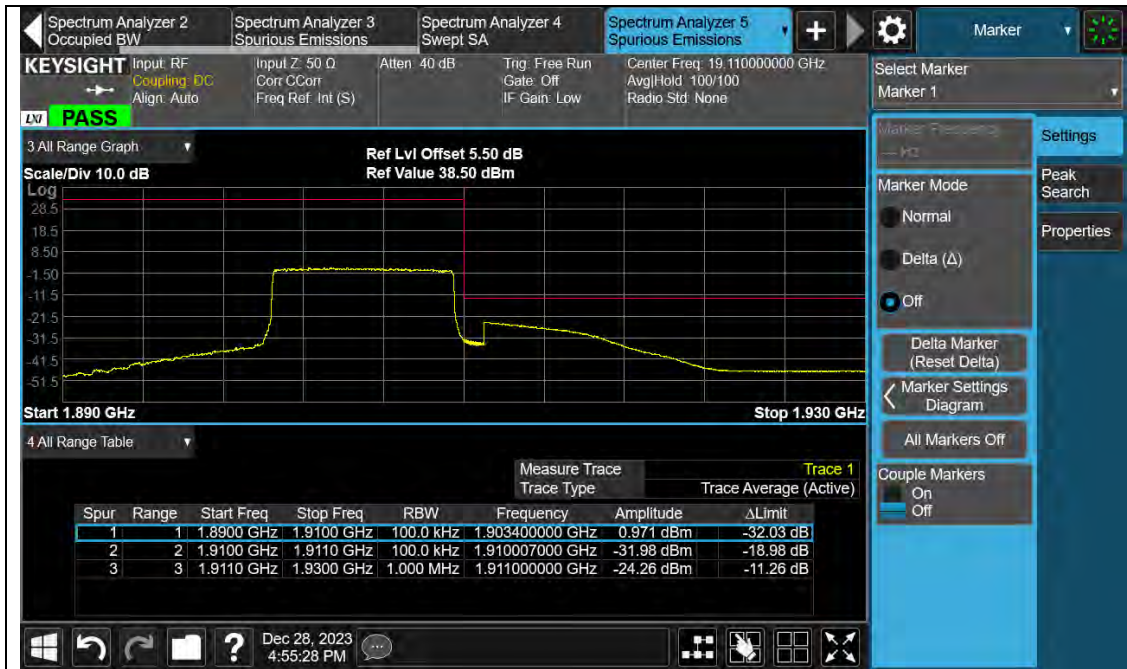 Spectrum Analyzer 2
Occupied BW
Spectrum Analyzer 3
Spurious Emissions
Spectrum Analyzer 4
Swept SA
Spectrum Analyzer 5
Spurious Emissions
Marker
KEYSIGHT
Input: RF
Coupling: DC
Align: Auto
Input Z: 50 Ω
Corr CCorr
Freq Ref: Int (S)
Atten: 40 dB
Trig: Free Run
Gate: Off
IF Gain: Low
Center Freq: 19.110000000 GHz
Avg|Hold: 100/100
Radio Std: None
LXI
PASS
Select Marker
Marker 1
Marker Frequency
--- Hz
Settings
Peak
Search
Properties
Marker Mode
Normal
Delta (Δ)
Off
Delta Marker
(Reset Delta)
Marker Settings
Diagram
All Markers Off
Couple Markers
On
Off
3 All Range Graph
Scale/Div 10.0 dB
Ref Lvl Offset 5.50 dB
Ref Value 38.50 dBm
Log
28.5
18.5
8.50
-1.50
-11.5
-21.5
-31.5
-41.5
-51.5
Start 1.890 GHz
Stop 1.930 GHz
4 All Range Table
Measure Trace Trace 1
Trace Type Trace Average (Active)
Spur Range Start Freq Stop Freq RBW Frequency Amplitude ΔLimit
1 1 1.8900 GHz 1.9100 GHz 100.0 kHz 1.903400000 GHz 0.971 dBm -32.03 dB
2 2 1.9100 GHz 1.9110 GHz 100.0 kHz 1.910007000 GHz -31.98 dBm -18.98 dB
3 3 1.9110 GHz 1.9300 GHz 1.000 MHz 1.911000000 GHz -24.26 dBm -11.26 dB
Dec 28, 2023
4:55:28 PM